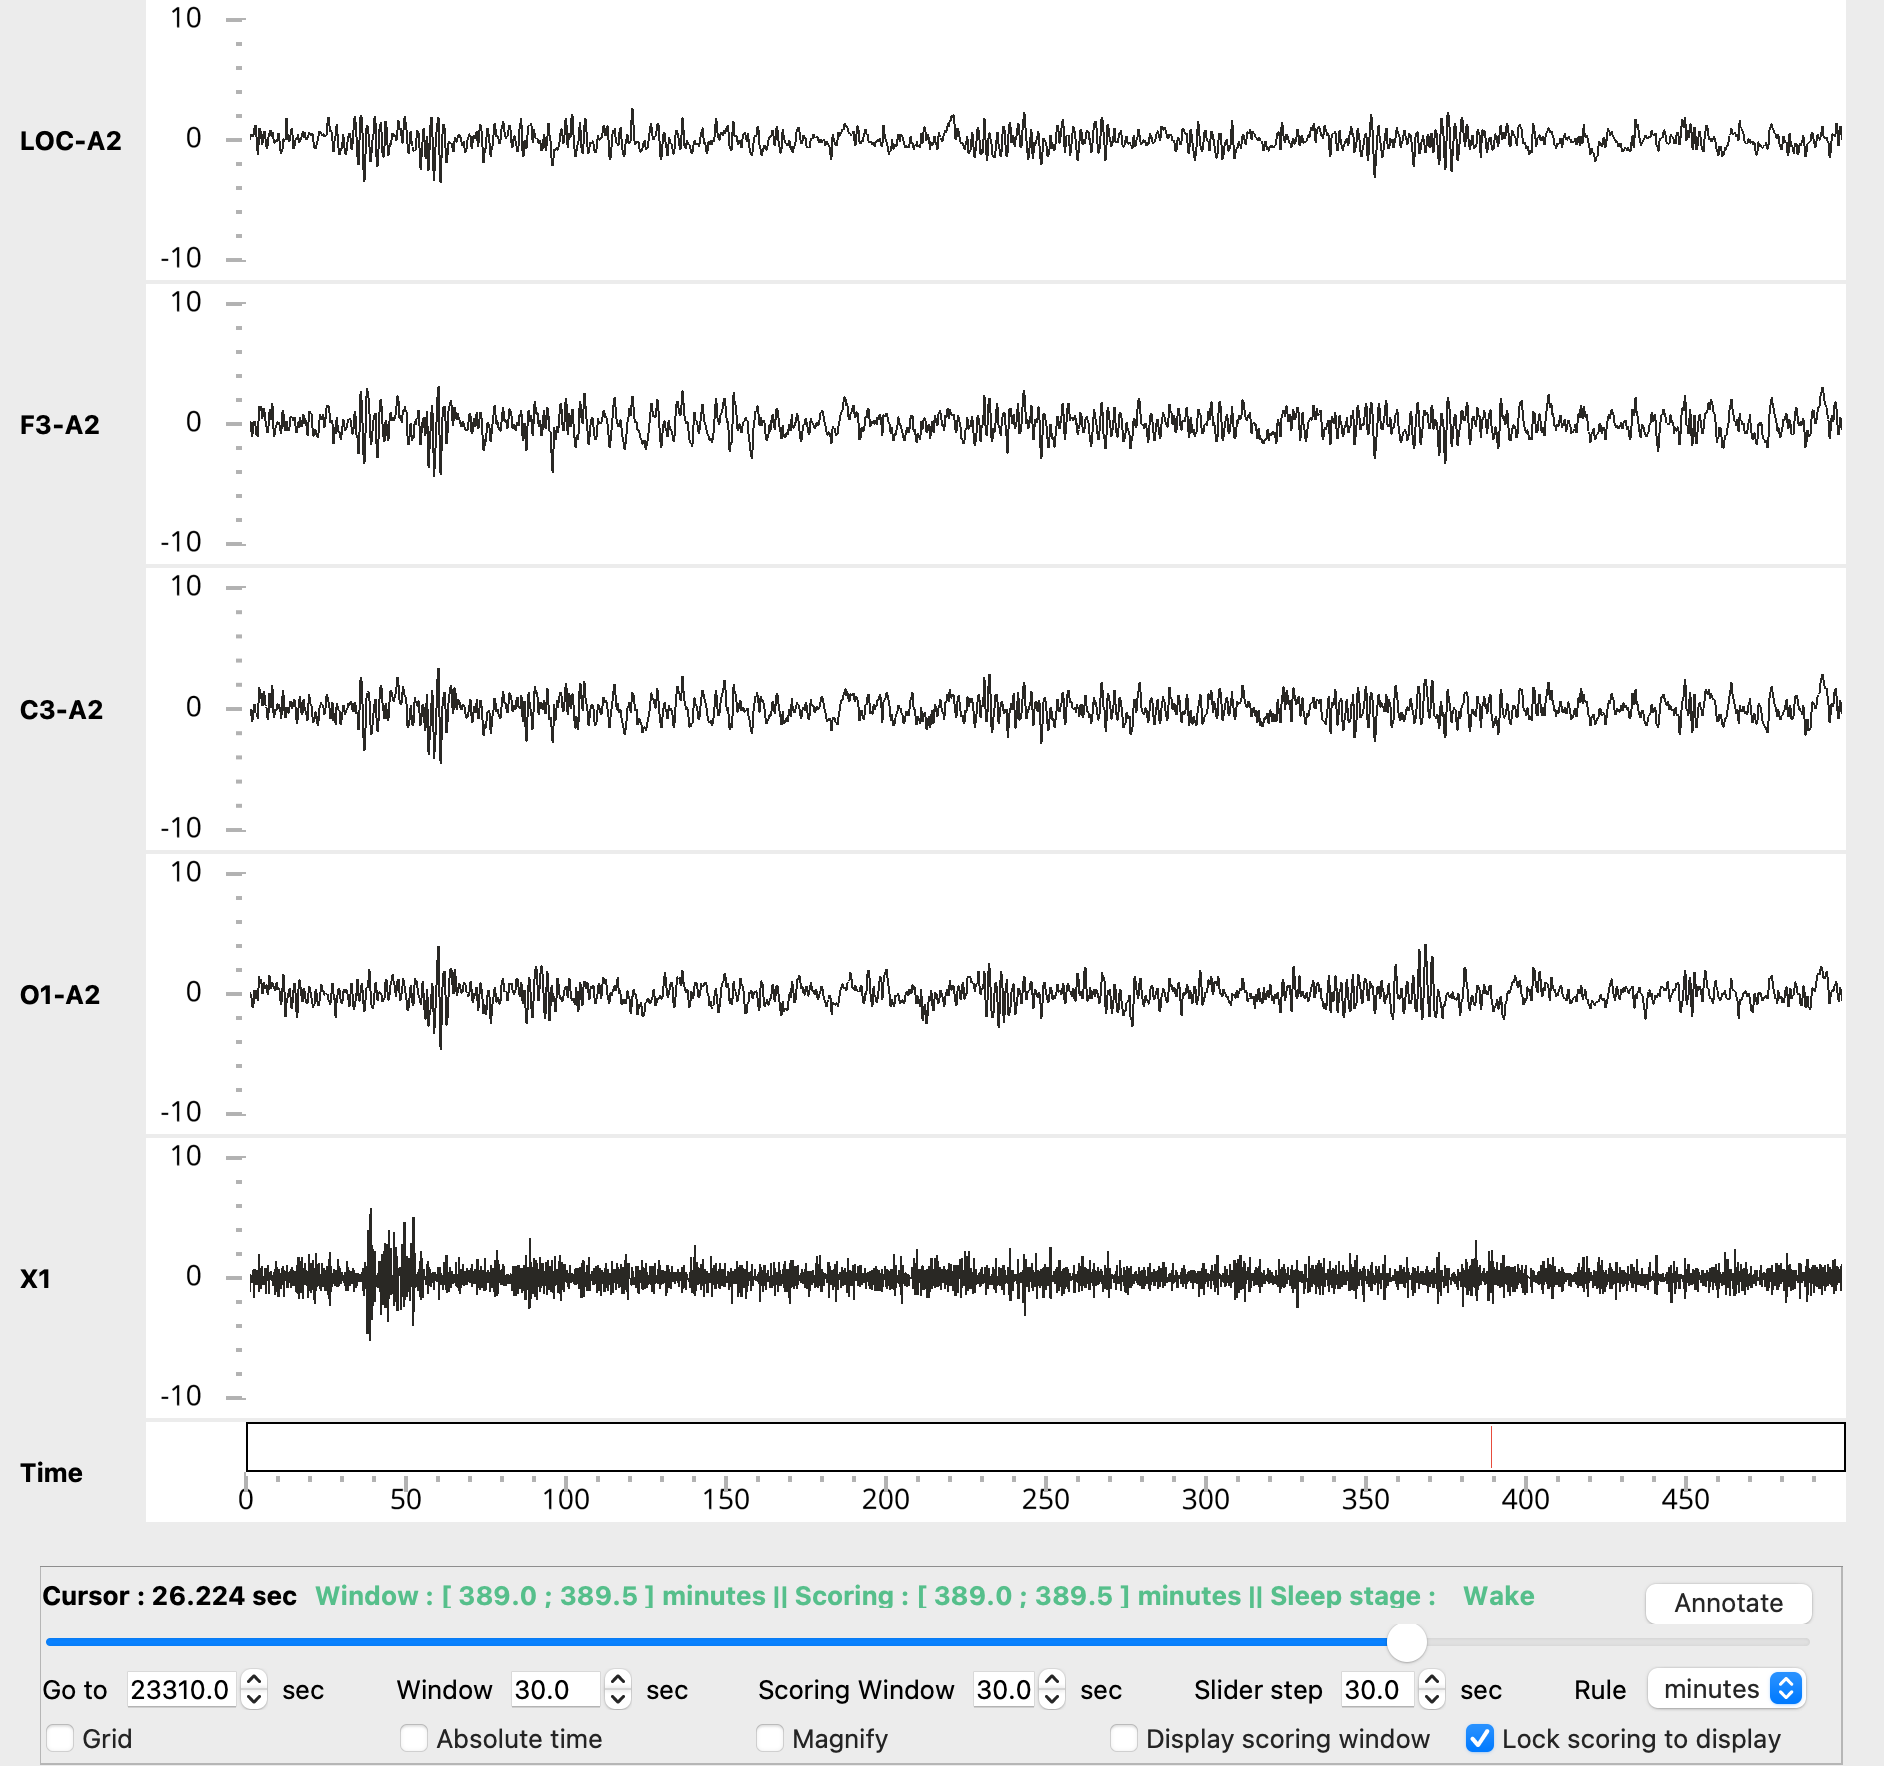 10
LOC-A2
0
-10
10
F3-A2
0
-10
10
C3-A2
0
-10
10
O1-A2
0
-10
10
X1
0
-10
Time
0 50 100 150 200 250 300 350 400 450
Cursor : 26.224 sec Window : [ 389.0 ; 389.5 ] minutes || Scoring : [ 389.0 ; 389.5 ] minutes || Sleep stage : Wake Annotate
Go to 23310.0 sec Window 30.0 sec Scoring Window 30.0 sec Slider step 30.0 sec Rule minutes
Grid Absolute time Magnify Display scoring window Lock scoring to display